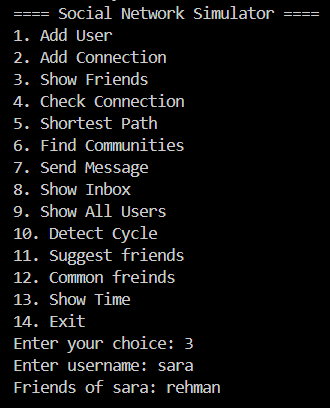 ==== Social Network Simulator ====
1. Add User
2. Add Connection
3. Show Friends
4. Check Connection
5. Shortest Path
6. Find Communities
7. Send Message
8. Show Inbox
9. Show All Users
10. Detect Cycle
11. Suggest friends
12. Common freinds
13. Show Time
14. Exit
Enter your choice: 3
Enter username: sara
Friends of sara: rehman